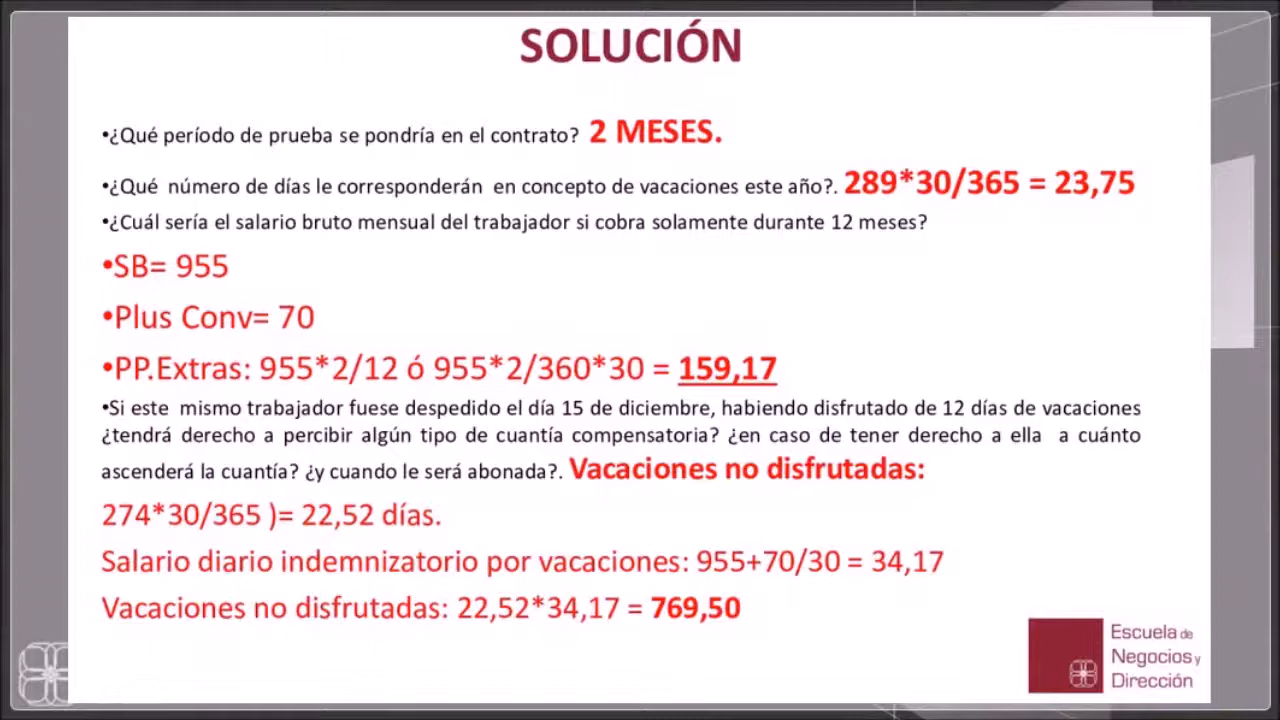 SOLUCIÓN
•¿Qué período de prueba se pondría en el contrato? 2 MESES.
•¿Qué número de días le corresponderán en concepto de vacaciones este año?. 289*30/365 = 23,75
•¿Cuál sería el salario bruto mensual del trabajador si cobra solamente durante 12 meses?
•SB= 955
•Plus Conv= 70
•PP.Extras: 955*2/12 ó 955*2/360*30 = 159,17
•Si este mismo trabajador fuese despedido el día 15 de diciembre, habiendo disfrutado de 12 días de vacaciones
¿tendrá derecho a percibir algún tipo de cuantía compensatoria? ¿en caso de tener derecho a ella a cuánto
ascenderá la cuantía? ¿y cuando le será abonada?. Vacaciones no disfrutadas:
274*30/365 )= 22,52 días.
Salario diario indemnizatorio por vacaciones: 955+70/30 = 34,17
Vacaciones no disfrutadas: 22,52*34,17 = 769,50
Escuela de
Negocios y
Dirección